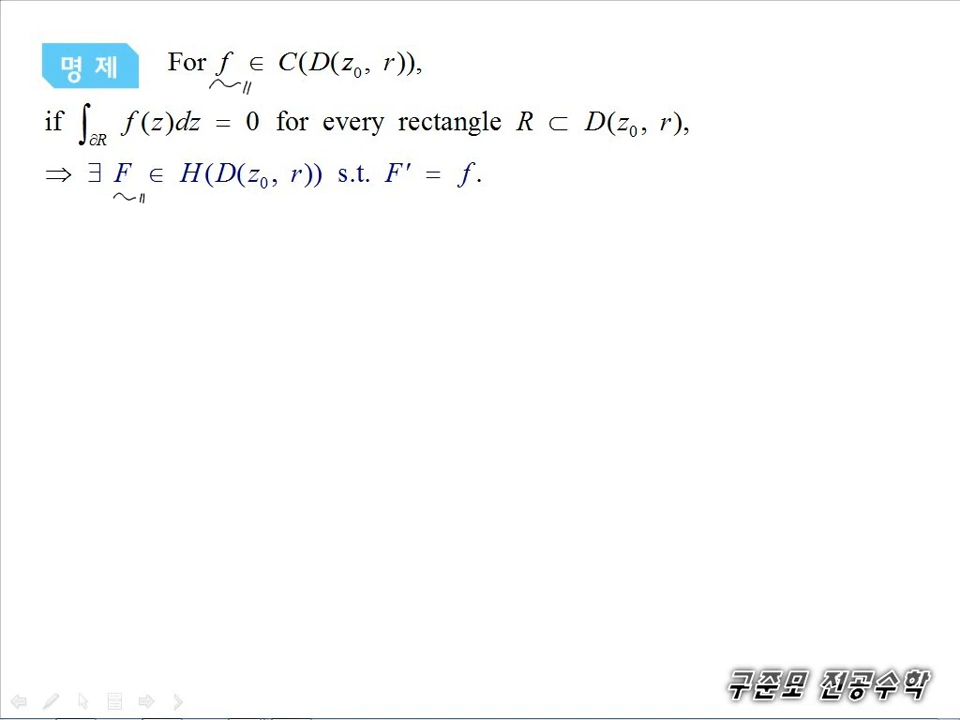 명 제 For f ∈ C(D(z₀, r)),
if ∫_∂R f(z)dz = 0 for every rectangle R ⊂ D(z₀, r),
⇒ ∃ F ∈ H(D(z₀, r)) s.t. F′ = f.
구준모 전공수학